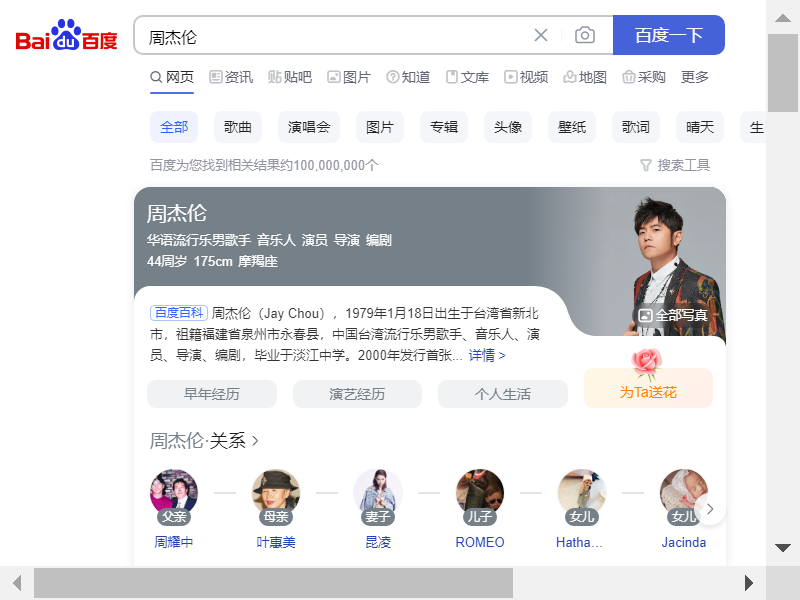 Bai du 百度
周杰伦
百度一下
网页 资讯 贴吧 图片 知道 文库 视频 地图 采购 更多
全部 歌曲 演唱会 图片 专辑 头像 壁纸 歌词 晴天 生
百度为您找到相关结果约100,000,000个
搜索工具
周杰伦
华语流行乐男歌手 音乐人 演员 导演 编剧
44周岁 175cm 摩羯座
全部写真
百度百科 周杰伦（Jay Chou），1979年1月18日出生于台湾省新北
市，祖籍福建省泉州市永春县，中国台湾流行乐男歌手、音乐人、演
员、导演、编剧，毕业于淡江中学。2000年发行首张... 详情 >
早年经历 演艺经历 个人生活 为Ta送花
周杰伦·关系 >
父亲 母亲 妻子 儿子 女儿 女儿
周耀中 叶惠美 昆凌 ROMEO Hatha... Jacinda